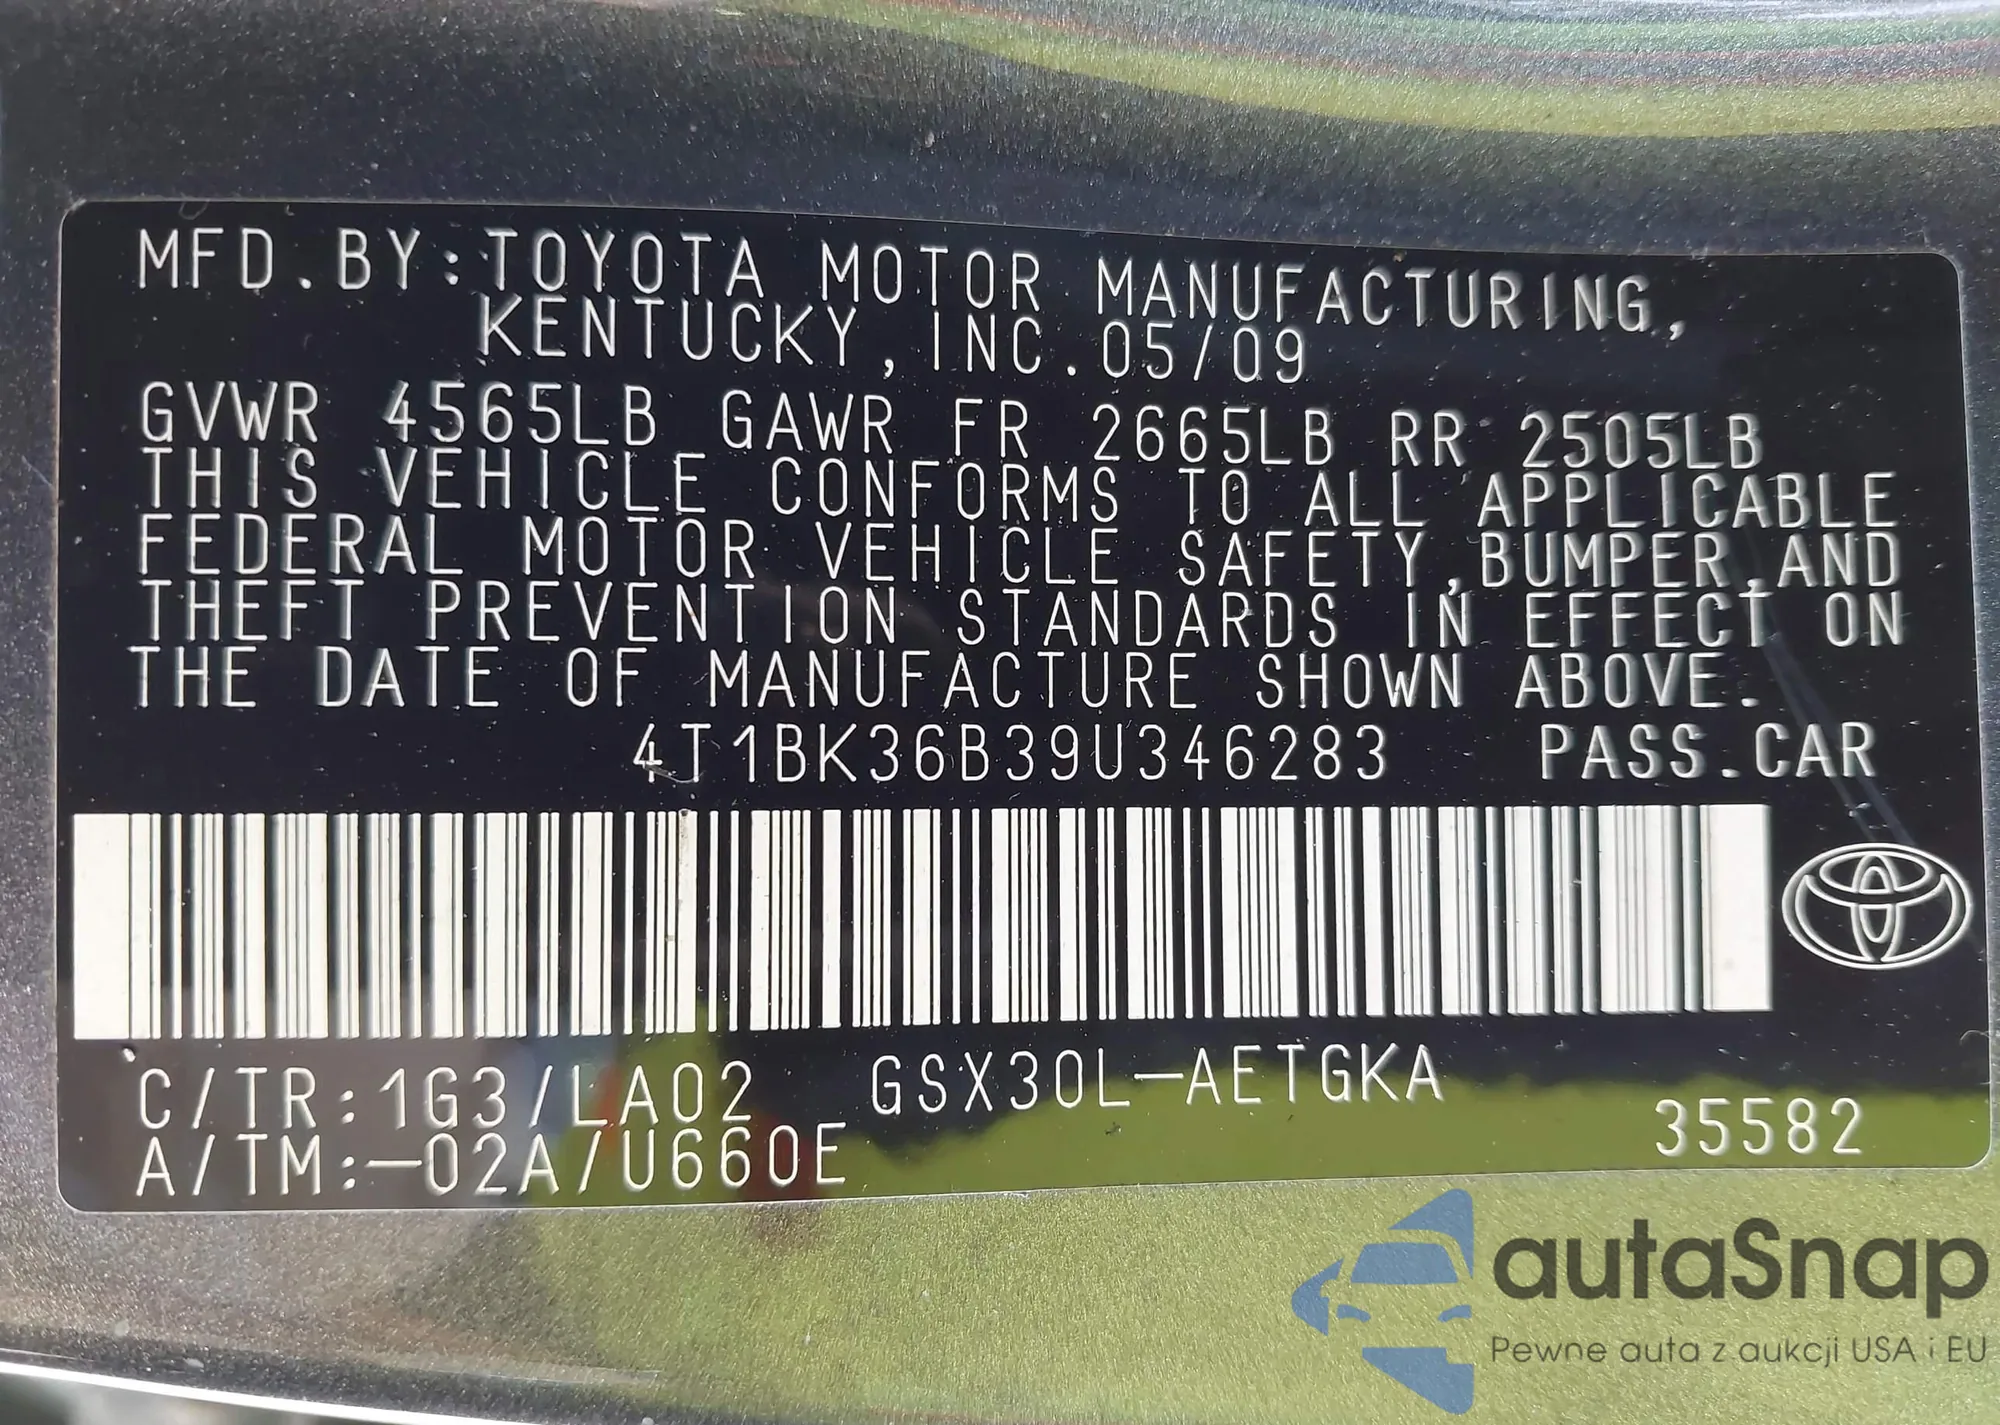 MFD.BY:TOYOTA MOTOR MANUFACTURING,
KENTUCKY,INC.05/09
GVWR 4565LB GAWR FR 2665LB RR 2505LB
THIS VEHICLE CONFORMS TO ALL APPLICABLE
FEDERAL MOTOR VEHICLE SAFETY,BUMPER,AND
THEFT PREVENTION STANDARDS IN EFFECT ON
THE DATE OF MANUFACTURE SHOWN ABOVE.
4T1BK36B39U346283 PASS.CAR
C/TR:1G3/LA02 GSX30L-AETGKA
A/TM:-02A/U660E 35582
autaSnap
Pewne auta z aukcji USA i EU